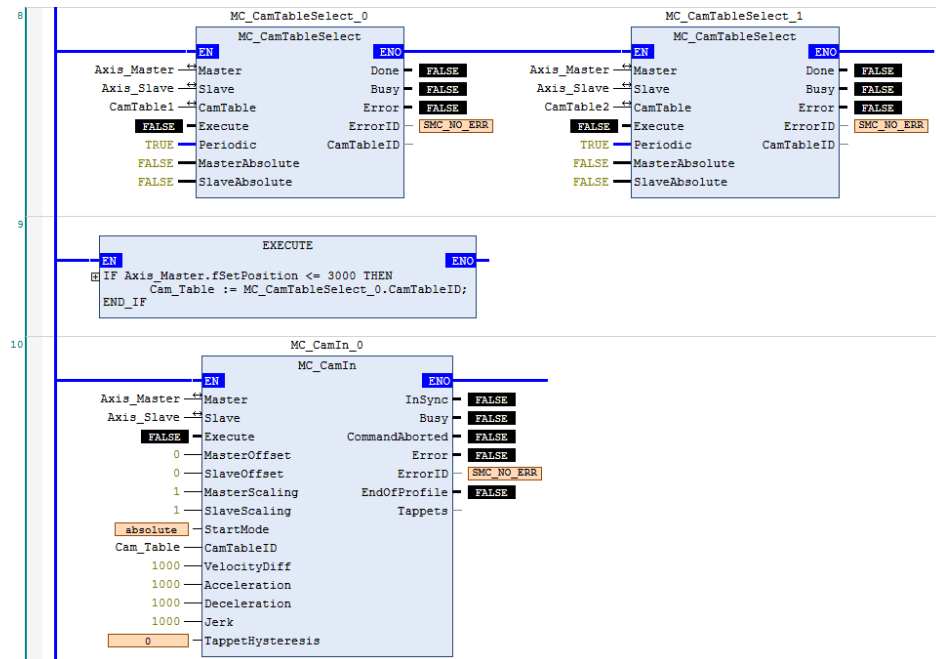 8
MC_CamTableSelect_0 MC_CamTableSelect_1
MC_CamTableSelect MC_CamTableSelect
EN ENO EN ENO
Axis_Master Master Done FALSE Axis_Master Master Done FALSE
Axis_Slave Slave Busy FALSE Axis_Slave Slave Busy FALSE
CamTable1 CamTable Error FALSE CamTable2 CamTable Error FALSE
FALSE Execute ErrorID SMC_NO_ERR FALSE Execute ErrorID SMC_NO_ERR
TRUE Periodic CamTableID TRUE Periodic CamTableID
FALSE MasterAbsolute FALSE MasterAbsolute
FALSE SlaveAbsolute FALSE SlaveAbsolute
9
EXECUTE
EN ENO
IF Axis_Master.fSetPosition <= 3000 THEN
Cam_Table := MC_CamTableSelect_0.CamTableID;
END_IF
10
MC_CamIn_0
MC_CamIn
EN ENO
Axis_Master Master InSync FALSE
Axis_Slave Slave Busy FALSE
FALSE Execute CommandAborted FALSE
0 MasterOffset Error FALSE
0 SlaveOffset ErrorID SMC_NO_ERR
1 MasterScaling EndOfProfile FALSE
1 SlaveScaling Tappets
absolute StartMode
Cam_Table CamTableID
1000 VelocityDiff
1000 Acceleration
1000 Deceleration
1000 Jerk
0 TappetHysteresis